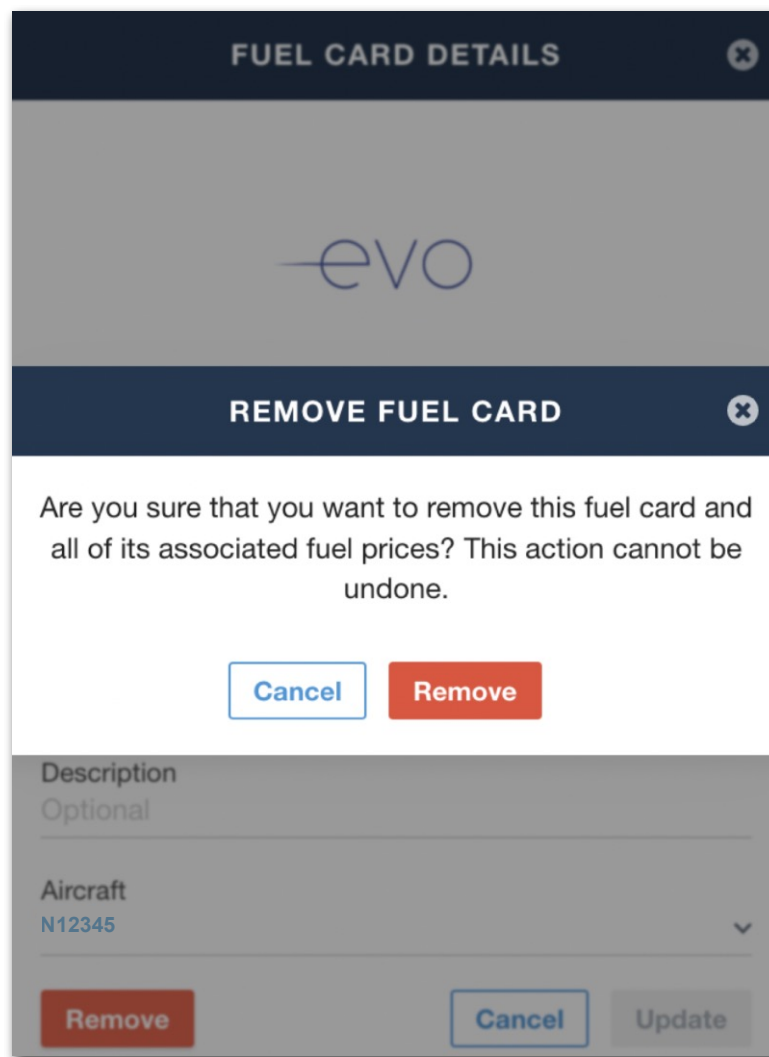 FUEL CARD DETAILS
evo
REMOVE FUEL CARD
Are you sure that you want to remove this fuel card and
all of its associated fuel prices? This action cannot be
undone.
Cancel Remove
Description
Optional
Aircraft
N12345
Remove Cancel Update